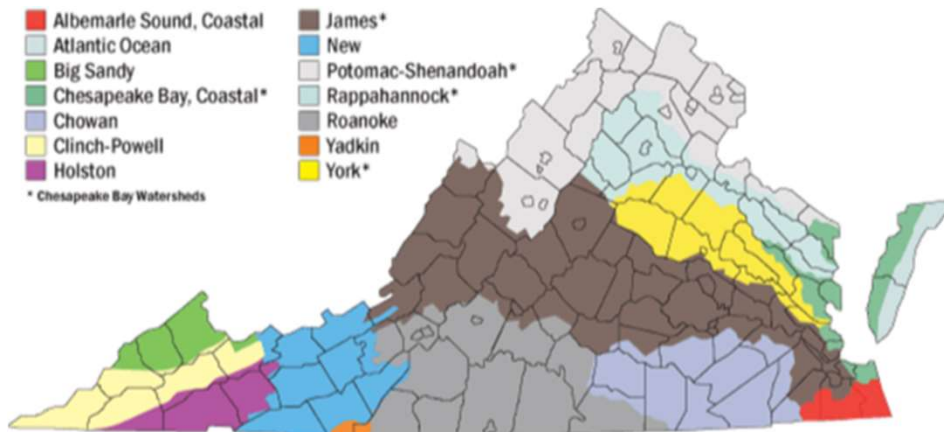 Albemarle Sound, Coastal
Atlantic Ocean
Big Sandy
Chesapeake Bay, Coastal*
Chowan
Clinch-Powell
Holston
* Chesapeake Bay Watersheds
James*
New
Potomac-Shenandoah*
Rappahannock*
Roanoke
Yadkin
York*